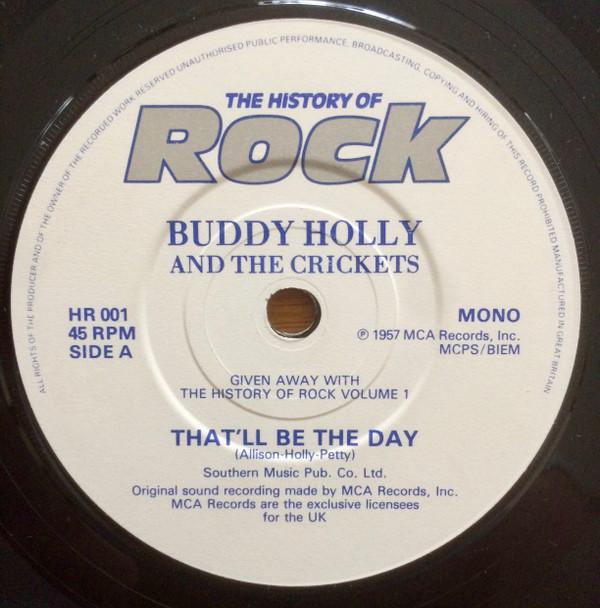 ALL RIGHTS OF THE PRODUCER AND OF THE OWNER OF THE RECORDED WORK RESERVED UNAUTHORISED PUBLIC PERFORMANCE, BROADCASTING, COPYING AND HIRING OF THIS RECORD PROHIBITED MANUFACTURED IN GREAT BRITAIN
THE HISTORY OF
Rock
BUDDY HOLLY
AND THE CRICKETS
HR 001
45 RPM
SIDE A
MONO
℗ 1957 MCA Records, Inc.
MCPS/BIEM
GIVEN AWAY WITH
THE HISTORY OF ROCK VOLUME 1
THAT'LL BE THE DAY
(Allison-Holly-Petty)
Southern Music Pub. Co. Ltd.
Original sound recording made by MCA Records, Inc.
MCA Records are the exclusive licensees
for the UK